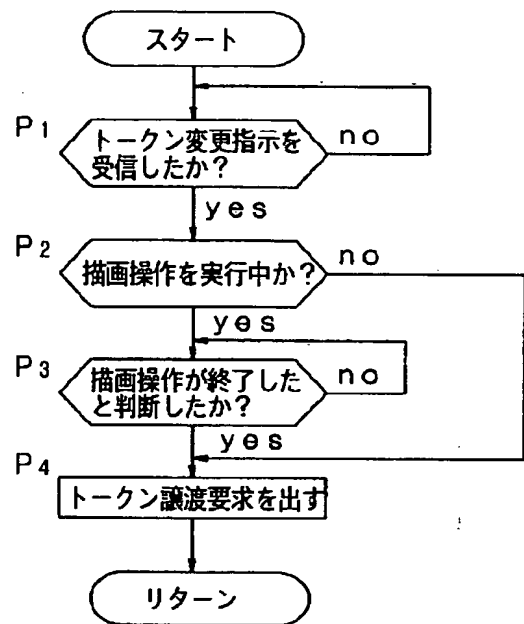 スタート
P1
トークン変更指示を
受信したか?
no
yes
P2
描画操作を実行中か?
no
yes
P3
描画操作が終了した
と判断したか?
no
yes
P4
トークン譲渡要求を出す
リターン